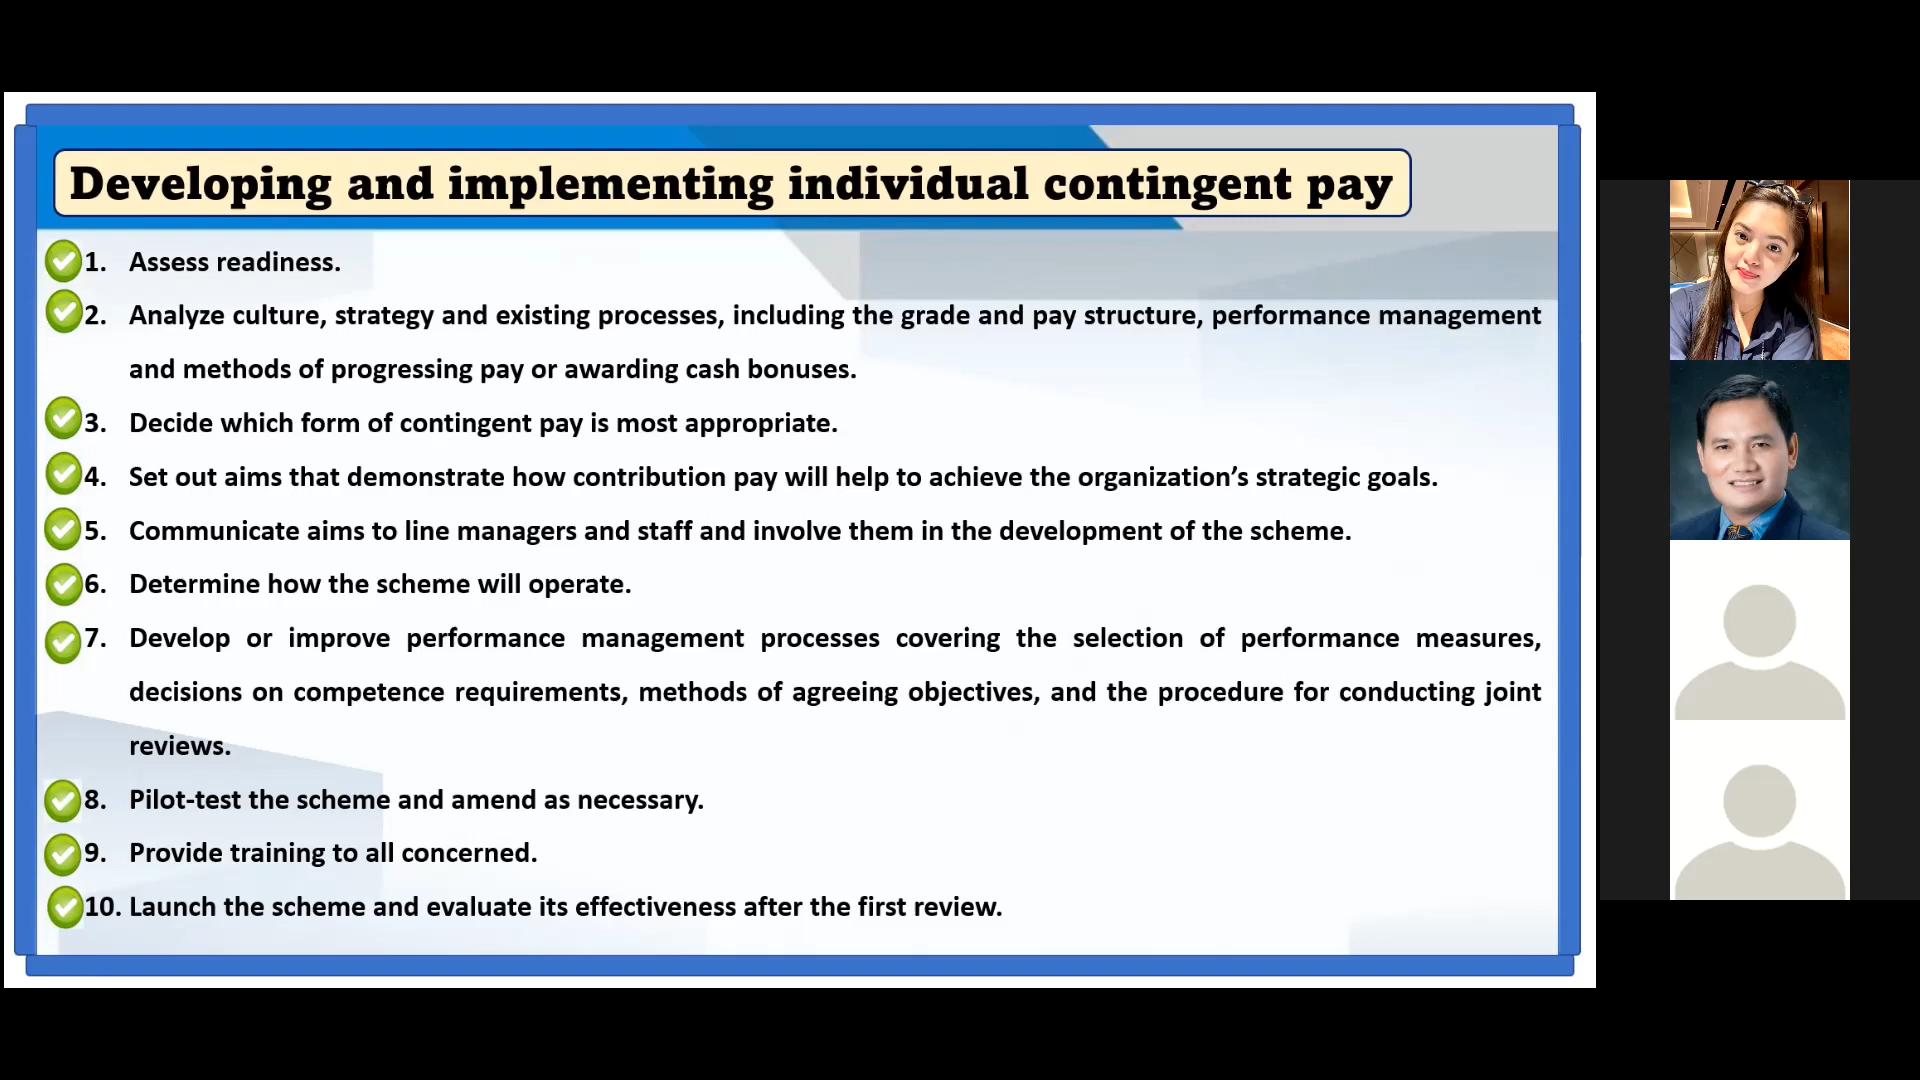 Developing and implementing individual contingent pay
1. Assess readiness.
2. Analyze culture, strategy and existing processes, including the grade and pay structure, performance management
and methods of progressing pay or awarding cash bonuses.
3. Decide which form of contingent pay is most appropriate.
4. Set out aims that demonstrate how contribution pay will help to achieve the organization’s strategic goals.
5. Communicate aims to line managers and staff and involve them in the development of the scheme.
6. Determine how the scheme will operate.
7. Develop or improve performance management processes covering the selection of performance measures,
decisions on competence requirements, methods of agreeing objectives, and the procedure for conducting joint
reviews.
8. Pilot-test the scheme and amend as necessary.
9. Provide training to all concerned.
10. Launch the scheme and evaluate its effectiveness after the first review.